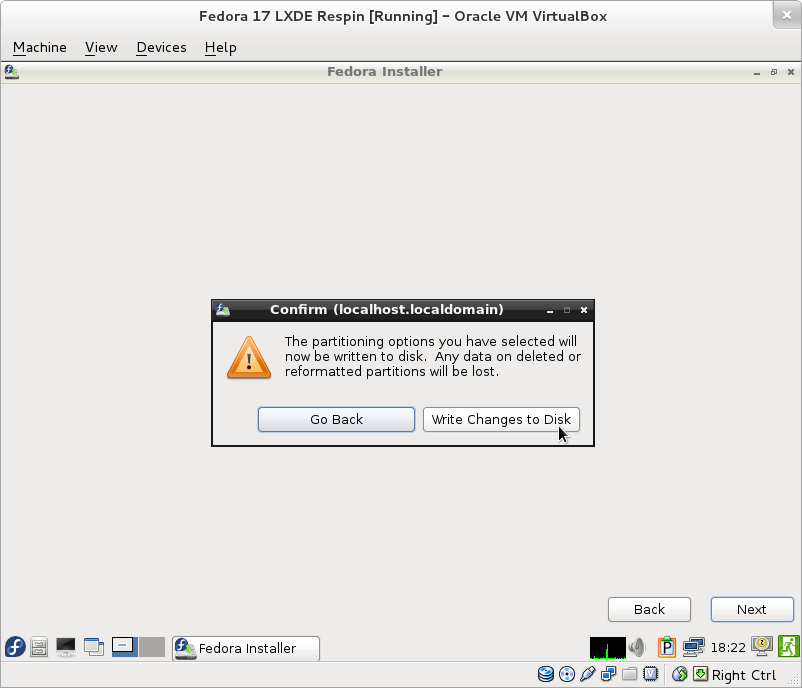 Fedora 17 LXDE Respin [Running] – Oracle VM VirtualBox
Machine View Devices Help
Fedora Installer
Confirm (localhost.localdomain)
The partitioning options you have selected will
now be written to disk.  Any data on deleted or
reformatted partitions will be lost.
Go Back Write Changes to Disk
Back Next
Fedora Installer P 18:22
Right Ctrl